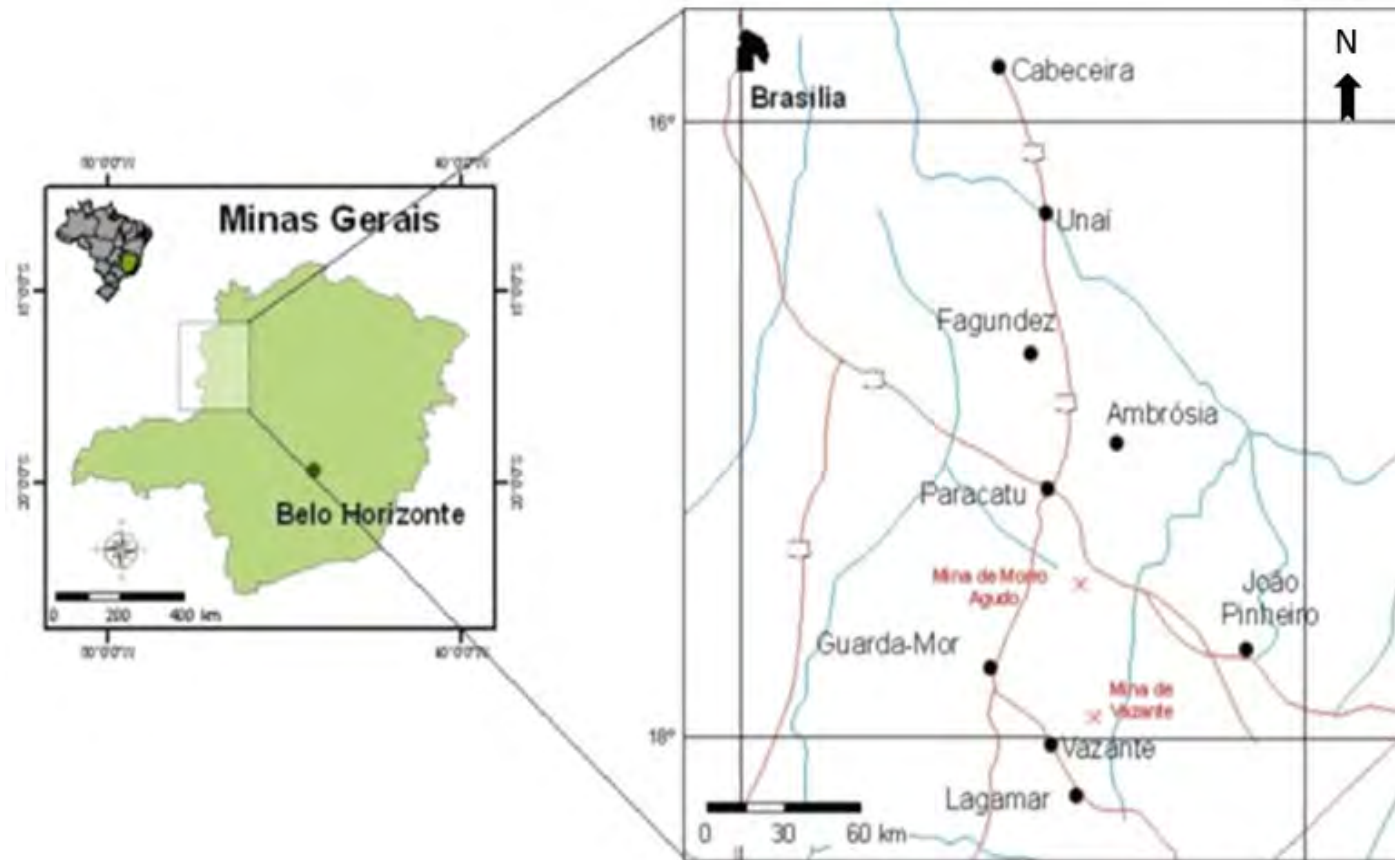 Minas Gerais
Belo Horizonte
0 200 400 km
N
Brasília
Cabeceira
16°
Unaí
Fagundez
Ambrósia
Paracatu
Mina de Morro
Agudo
João
Pinheiro
Guarda-Mor
Mina de
Vazante
18°
Vazante
Lagamar
0 30 60 km